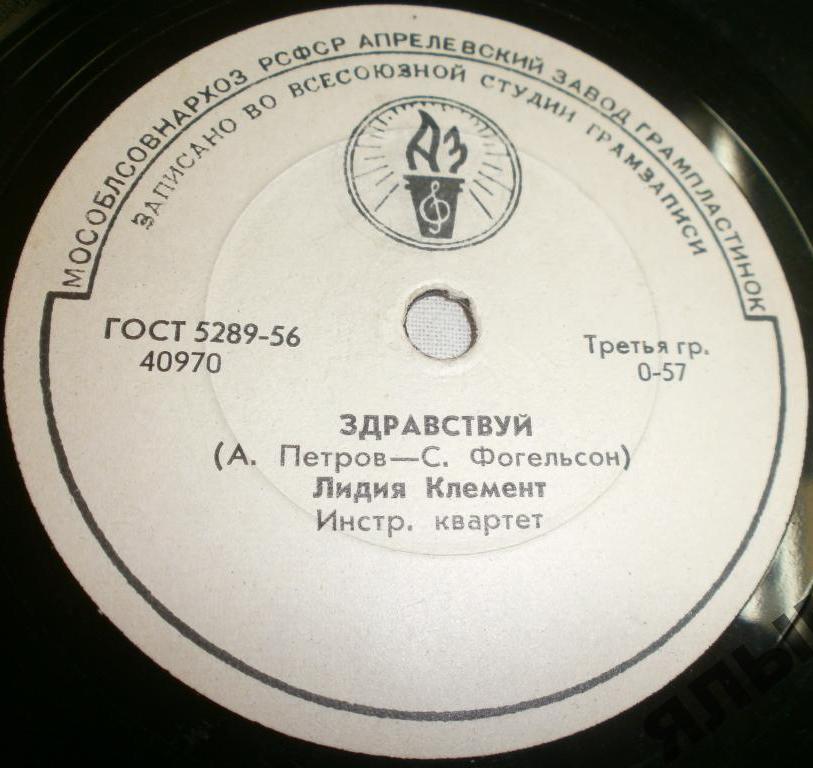 МОСОБЛСОВНАРХОЗ РСФСР АПРЕЛЕВСКИЙ ЗАВОД ГРАМПЛАСТИНОК
ЗАПИСАНО ВО ВСЕСОЮЗНОЙ СТУДИИ ГРАМЗАПИСИ
АЗ
ГОСТ 5289-56
40970
Третья гр.
0-57
ЗДРАВСТВУЙ
(А. Петров—С. Фогельсон)
Лидия Клемент
Инстр. квартет